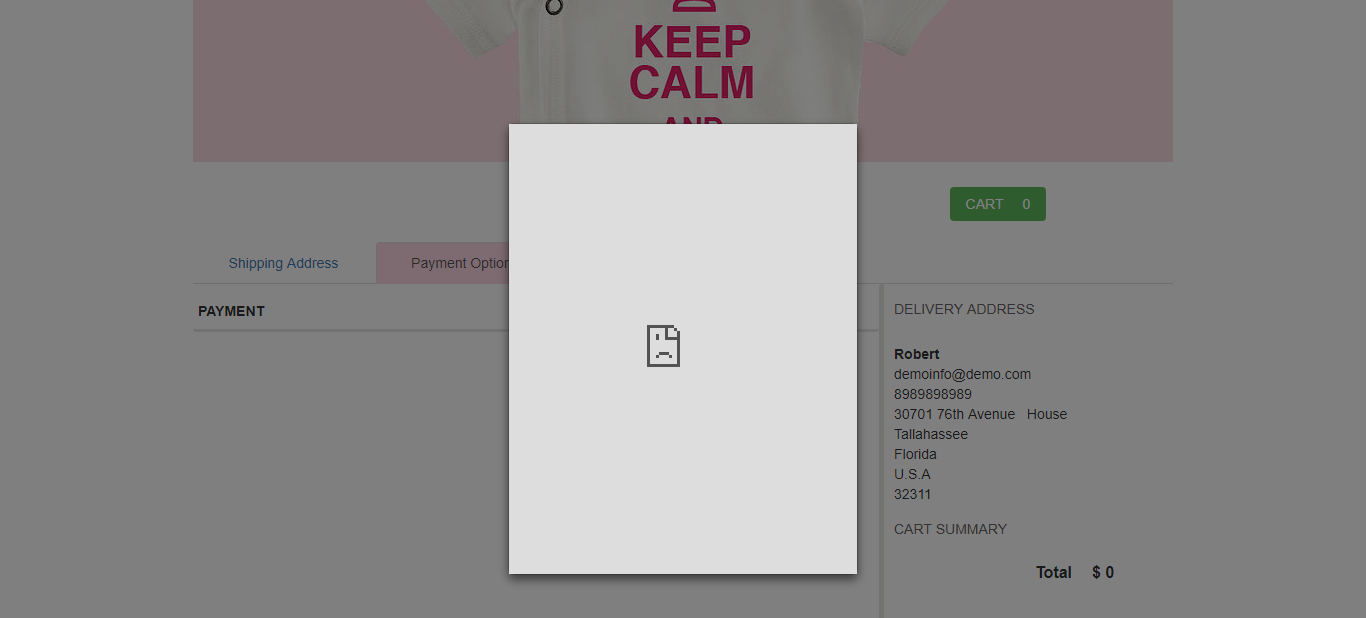 KEEP
CALM
AND
CART 0
Shipping Address
Payment Option
PAYMENT
DELIVERY ADDRESS
Robert
demoinfo@demo.com
8989898989
30701 76th Avenue House
Tallahassee
Florida
U.S.A
32311
CART SUMMARY
Total $ 0